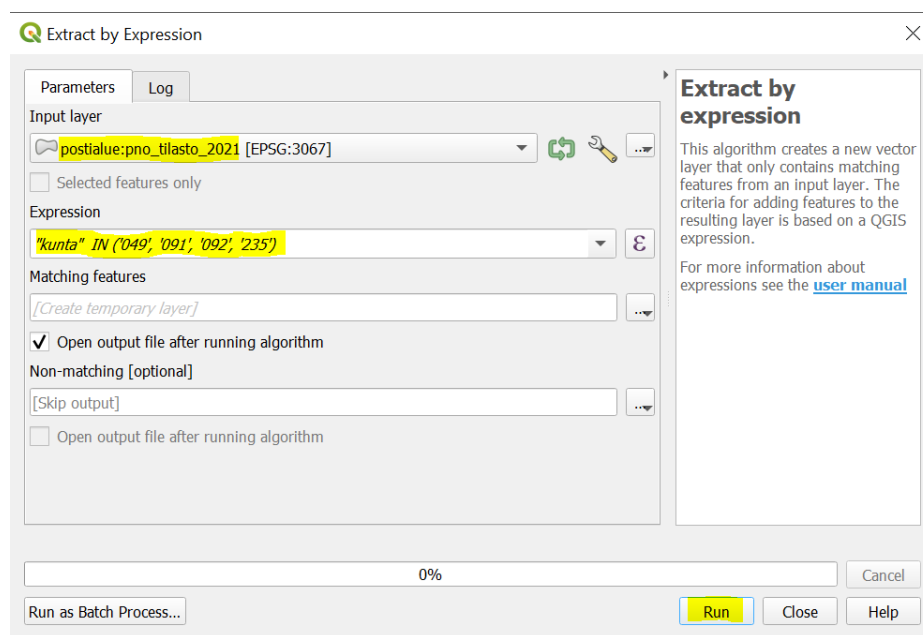 Extract by Expression
Parameters
Log
Input layer
postialue:pno_tilasto_2021 [EPSG:3067]
Selected features only
Expression
"kunta" IN ('049', '091', '092', '235')
ε
Matching features
[Create temporary layer]
...
Open output file after running algorithm
Non-matching [optional]
[Skip output]
...
Open output file after running algorithm
0%
Cancel
Run as Batch Process...
Run
Close
Help
Extract by
expression
This algorithm creates a new vector
layer that only contains matching
features from an input layer. The
criteria for adding features to the
resulting layer is based on a QGIS
expression.
For more information about
expressions see the user manual